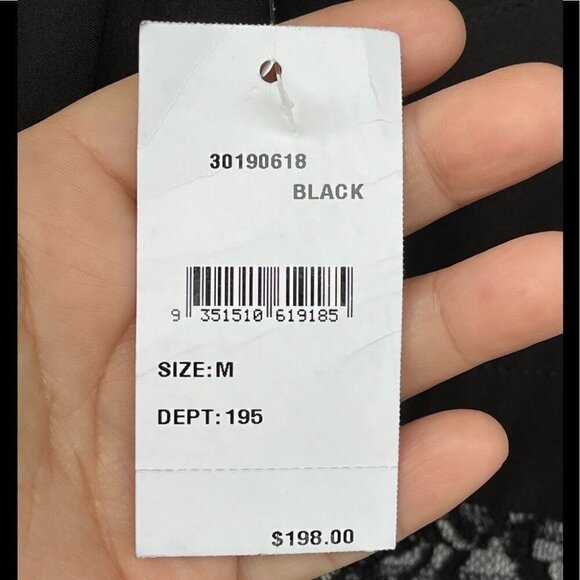 30190618
BLACK
9 351510 619185
SIZE: M
DEPT: 195
$198.00